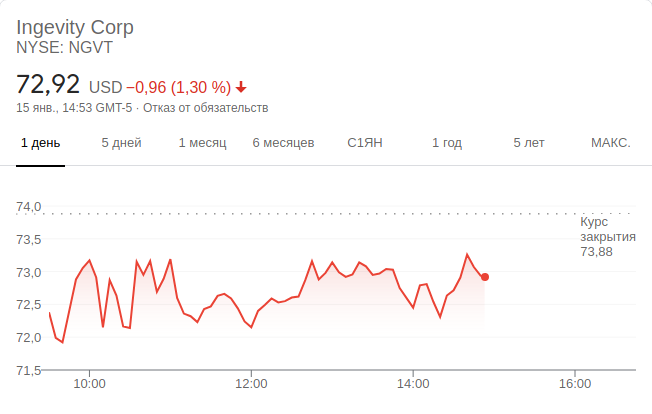 Ingevity Corp
NYSE: NGVT
72,92 USD −0,96 (1,30 %)
15 янв., 14:53 GMT-5 · Отказ от обязательств
1 день 5 дней 1 месяц 6 месяцев С1ЯН 1 год 5 лет МАКС.
74,0
Курс
закрытия
73,88
73,5
73,0
72,5
72,0
71,5
10:00 12:00 14:00 16:00